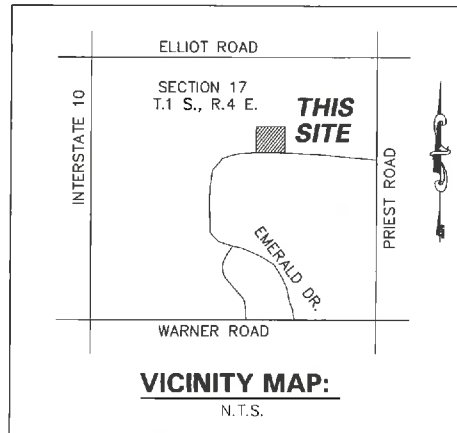 ELLIOT ROAD
INTERSTATE 10
SECTION 17
T.1 S., R.4 E.
THIS
SITE
PRIEST ROAD
EMERALD DR.
WARNER ROAD
VICINITY MAP:
N.T.S.